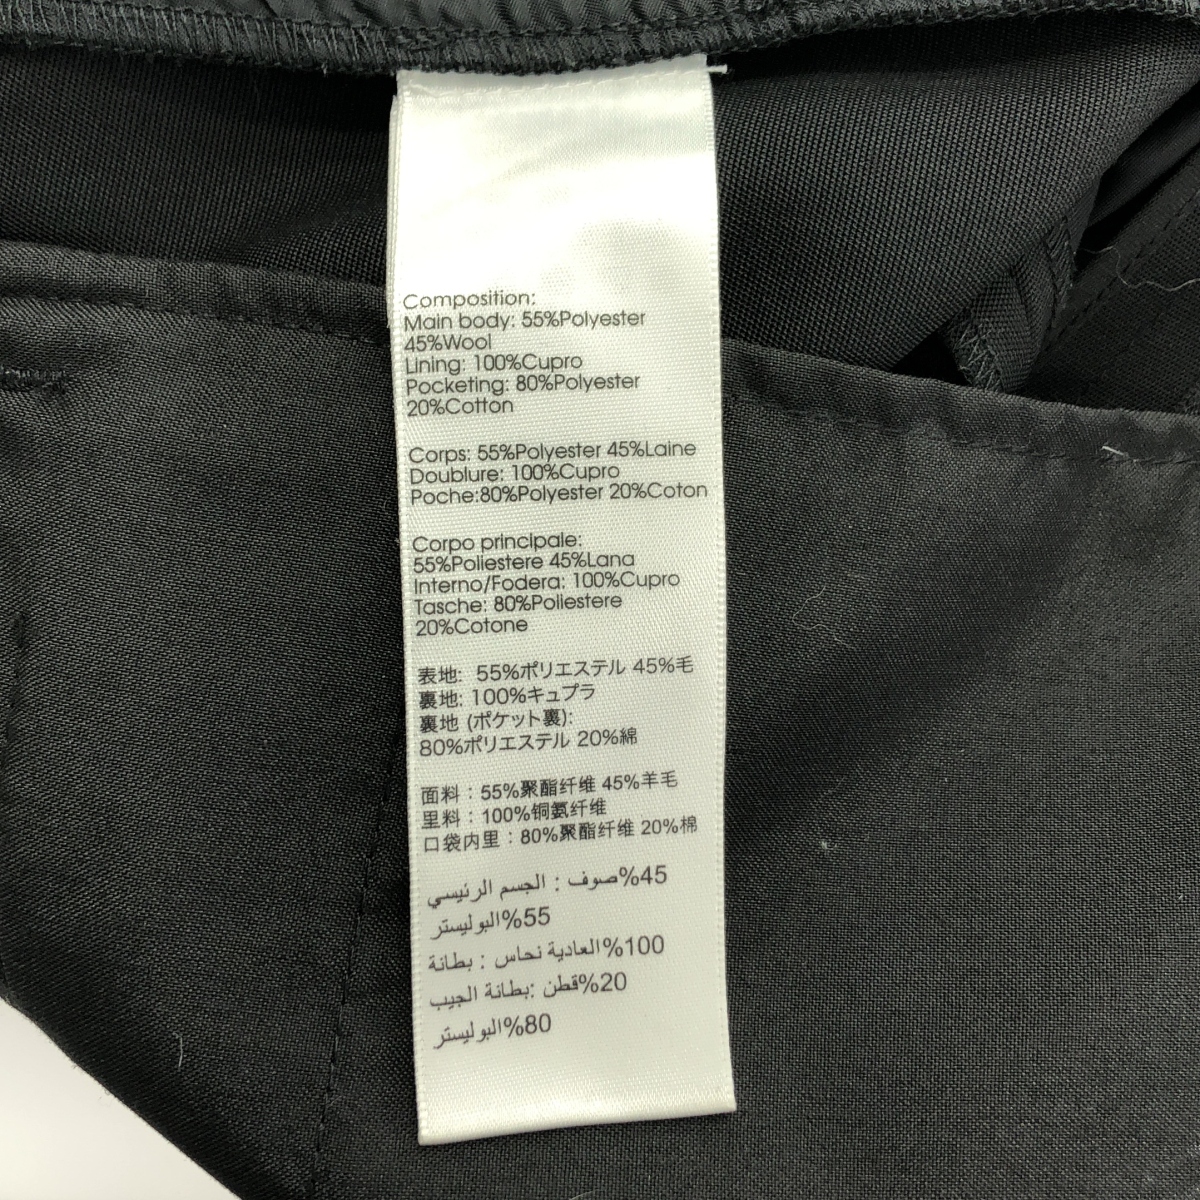 Composition:
Main body: 55%Polyester
45%Wool
Lining: 100%Cupro
Pocketing: 80%Polyester
20%Cotton
Corps: 55%Polyester 45%Laine
Doublure: 100%Cupro
Poche:80%Polyester 20%Coton
Corpo principale:
55%Poliestere 45%Lana
Interno/Fodera: 100%Cupro
Tasche: 80%Poliestere
20%Cotone
表地: 55%ポリエステル 45%毛
裏地: 100%キュプラ
裏地 (ポケット裏):
80%ポリエステル 20%綿
面料：55%聚酯纤维 45%羊毛
里料：100%铜氨纤维
口袋内里：80%聚酯纤维 20%棉
45%صوف : الجسم الرئيسي
55%البوليستر
100%العادية نحاس : بطانة
20%قطن :بطانة الجيب
80%البوليستر